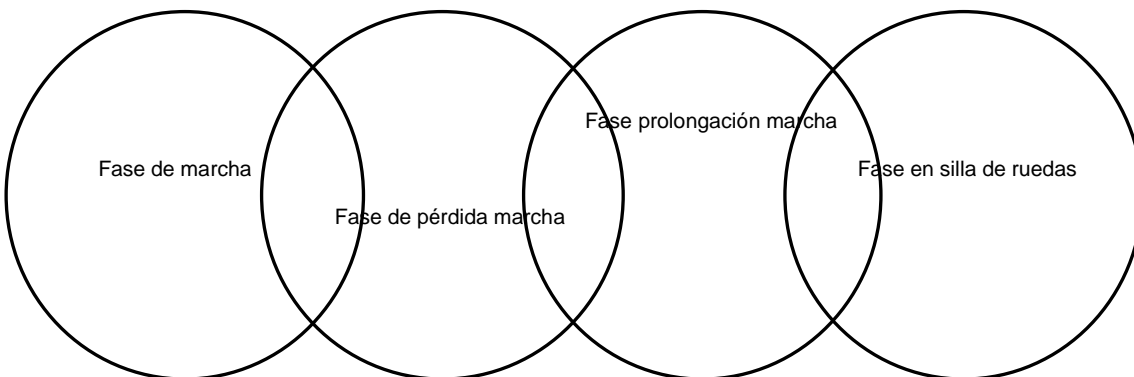 Fase de marcha
Fase de pérdida marcha
Fase prolongación marcha
Fase en silla de ruedas